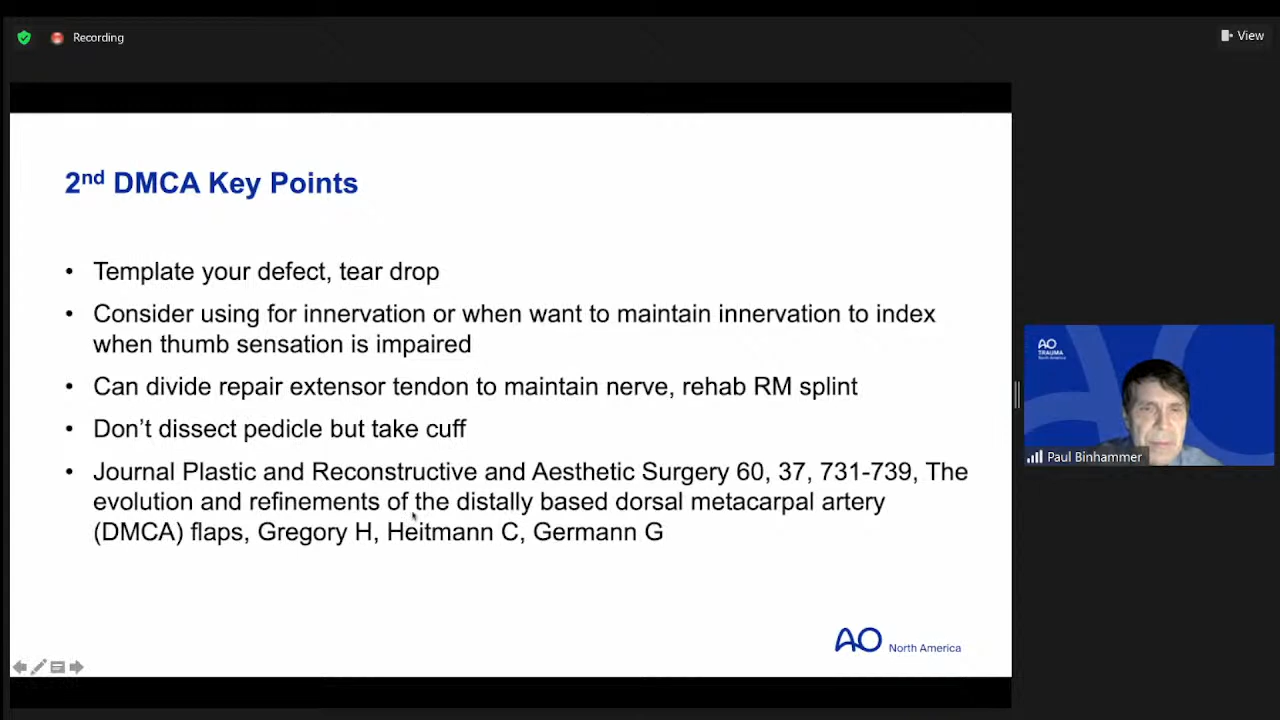 Recording
View
2nd DMCA Key Points
• Template your defect, tear drop
• Consider using for innervation or when want to maintain innervation to index
when thumb sensation is impaired
• Can divide repair extensor tendon to maintain nerve, rehab RM splint
• Don’t dissect pedicle but take cuff
• Journal Plastic and Reconstructive and Aesthetic Surgery 60, 37, 731-739, The
evolution and refinements of the distally based dorsal metacarpal artery
(DMCA) flaps, Gregory H, Heitmann C, Germann G
AO
TRAUMA
North America
Paul Binhammer
AO North America